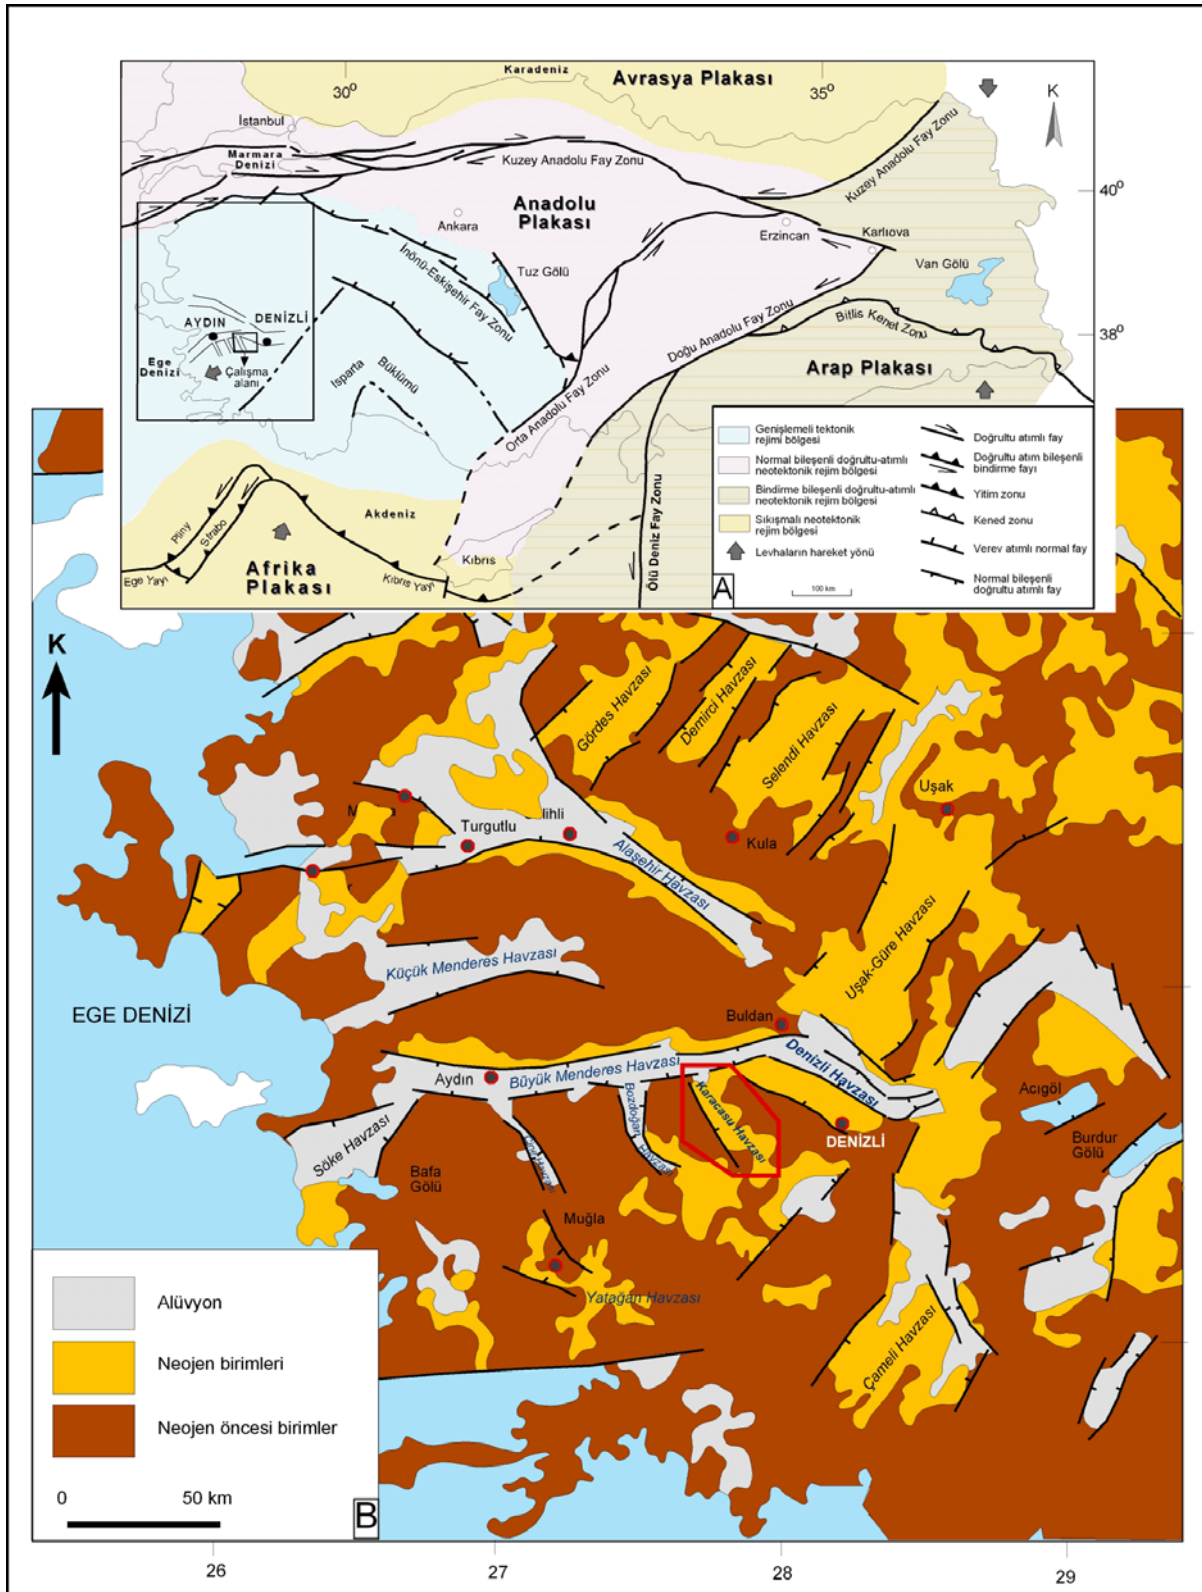 Karadeniz
Avrasya Plakası
30⁰
35⁰
K
İstanbul
Marmara
Denizi
Kuzey Anadolu Fay Zonu
Kuzey Anadolu Fay Zonu
40⁰
Anadolu
Plakası
Ankara
Erzincan
Karlıova
İnönü-Eskişehir Fay Zonu
Tuz Gölü
Van Gölü
AYDIN
DENİZLİ
Doğu Anadolu Fay Zonu
Bitlis Kenet Zonu
38⁰
Ege
Denizi
Çalışma
alanı
Isparta
Büklümü
Arap Plakası
Orta Anadolu Fay Zonu
Ölü Deniz Fay Zonu
Pliny
Strabo
Akdeniz
Ege Yayı
Afrika
Plakası
Kıbrıs Yayı
Kıbrıs
Genişlemeli tektonik
rejimi bölgesi
Normal bileşenli doğrultu-atımlı
neotektonik rejim bölgesi
Bindirme bileşenli doğrultu-atımlı
neotektonik rejim bölgesi
Sıkışmalı neotektonik
rejim bölgesi
Levhaların hareket yönü
Doğrultu atımlı fay
Doğrultu atım bileşenli
bindirme fayı
Yitim zonu
Kened zonu
Verev atımlı normal fay
Normal bileşenli
doğrultu atımlı fay
100 km
A
K
Gördes Havzası
Demirci Havzası
Selendi Havzası
Uşak
Turgutlu
lihli
Kula
Alaşehir Havzası
Küçük Menderes Havzası
Uşak-Güre Havzası
EGE DENİZİ
Buldan
Denizli Havzası
Aydın
Büyük Menderes Havzası
Bozdoğan
Havzası
Karacasu Havzası
Acıgöl
DENİZLİ
Burdur
Gölü
Söke Havzası
Çine Havzası
Bafa
Gölü
Muğla
Yatağan Havzası
Çameli Havzası
Alüvyon
Neojen birimleri
Neojen öncesi birimler
0
50 km
B
26
27
28
29